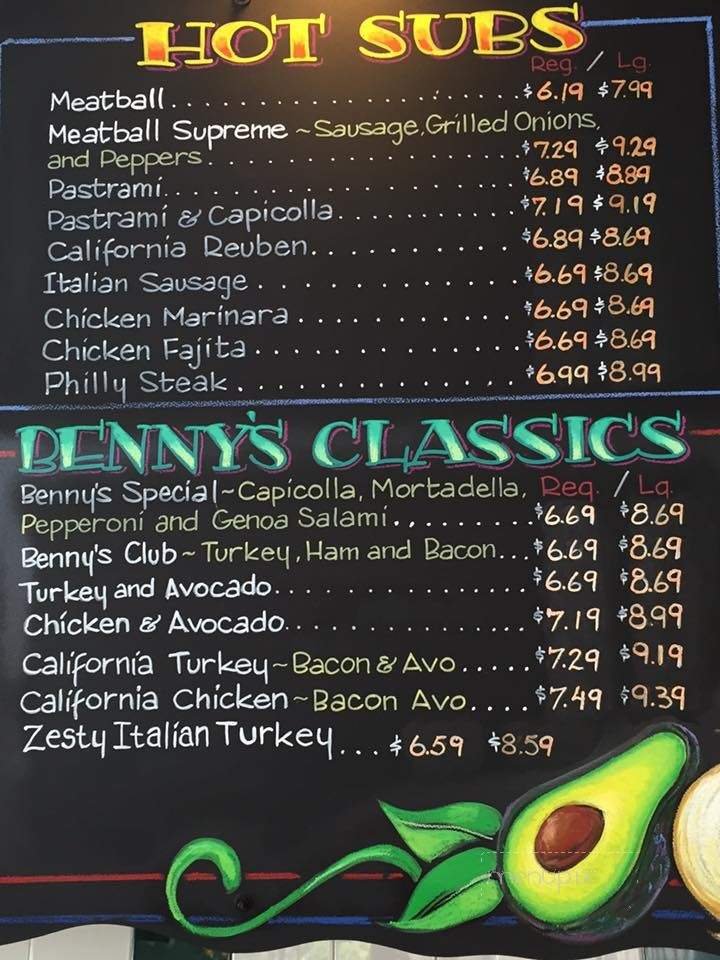 HOT SUBS
Reg. / Lg.
Meatball.......................... $6.19 $7.99
Meatball Supreme ~Sausage, Grilled Onions,
and Peppers....................... $7.29 $9.29
Pastrami.......................... $6.89 $8.89
Pastrami & Capicolla............. $7.19 $9.19
California Reuben............... $6.89 $8.69
Italian Sausage................. $6.69 $8.69
Chicken Marinara................ $6.69 $8.69
Chicken Fajita.................. $6.69 $8.69
Philly Steak.................... $6.99 $8.99
BENNY'S CLASSICS
Benny's Special~Capicolla, Mortadella, Reg. / Lg.
Pepperoni and Genoa Salami.......... $6.69 $8.69
Benny's Club~Turkey, Ham and Bacon... $6.69 $8.69
Turkey and Avocado................ $6.69 $8.69
Chicken & Avocado................ $7.19 $8.99
California Turkey~Bacon & Avo..... $7.29 $9.19
California Chicken~Bacon Avo.... $7.49 $9.39
Zesty Italian Turkey... $6.59 $8.59